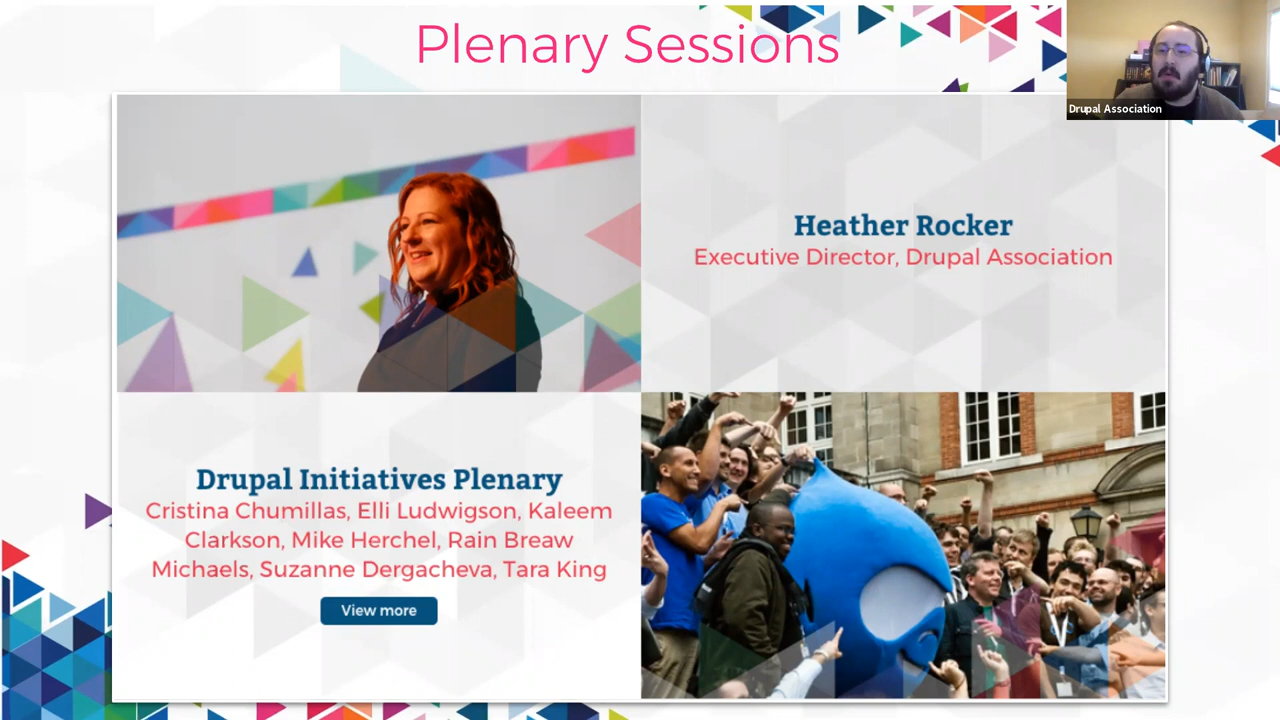 Plenary Sessions
Drupal Association
Heather Rocker
Executive Director, Drupal Association
Drupal Initiatives Plenary
Cristina Chumillas, Elli Ludwigson, Kaleem
Clarkson, Mike Herchel, Rain Breaw
Michaels, Suzanne Dergacheva, Tara King
View more